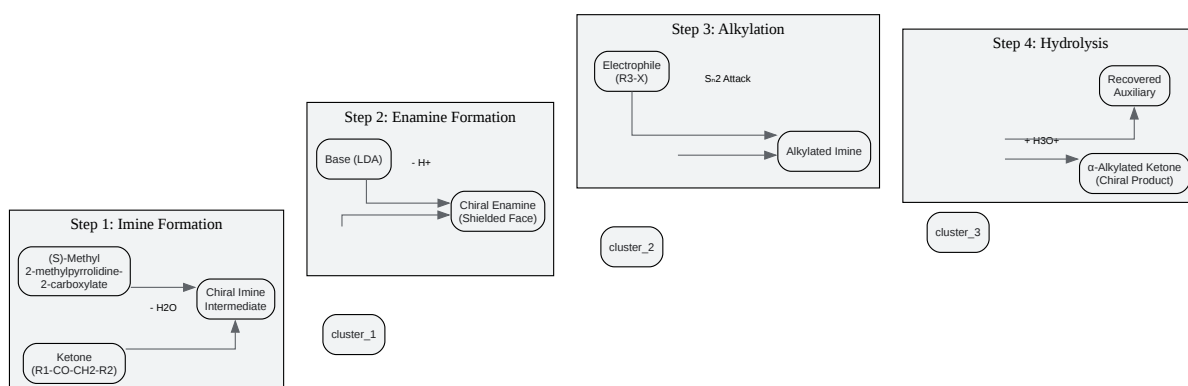 Step 1: Imine Formation
(S)-Methyl
2-methylpyrrolidine-
2-carboxylate
- H2O
Chiral Imine
Intermediate
Ketone
(R1-CO-CH2-R2)
Step 2: Enamine Formation
Base (LDA)
- H+
Chiral Enamine
(Shielded Face)
cluster_1
Step 3: Alkylation
Electrophile
(R3-X)
Sₙ2 Attack
Alkylated Imine
cluster_2
Step 4: Hydrolysis
Recovered
Auxiliary
+ H3O+
α-Alkylated Ketone
(Chiral Product)
cluster_3